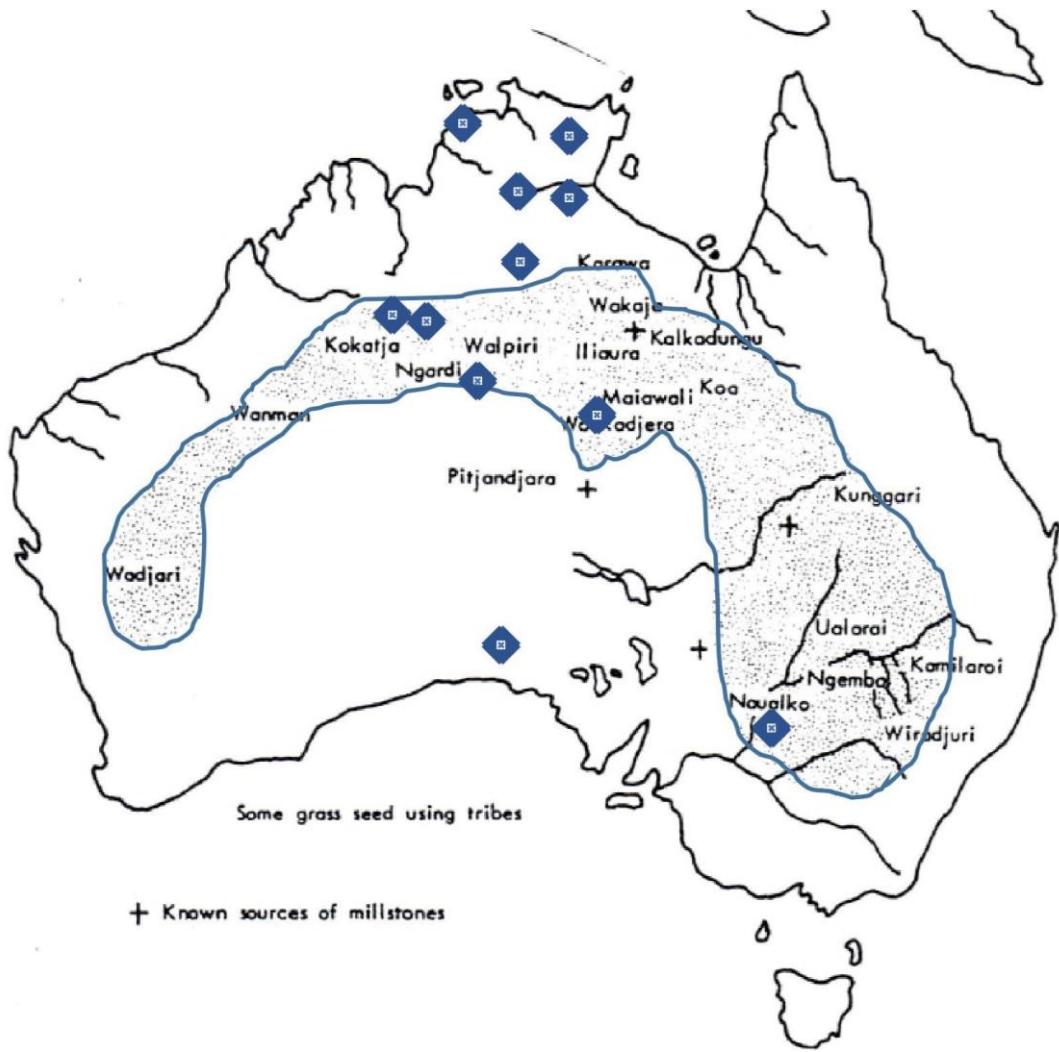 Karawa
Wakaja
Kalkadungu
Kokatja
Walpiri
Iliaura
Ngardi
Koa
Maiawali
Wanman
Pitjandjara
Kunggari
Wadjari
Ualarai
Kamilaroi
Ngemba
Naualko
Wiradjuri
Some grass seed using tribes
+ Known sources of millstones